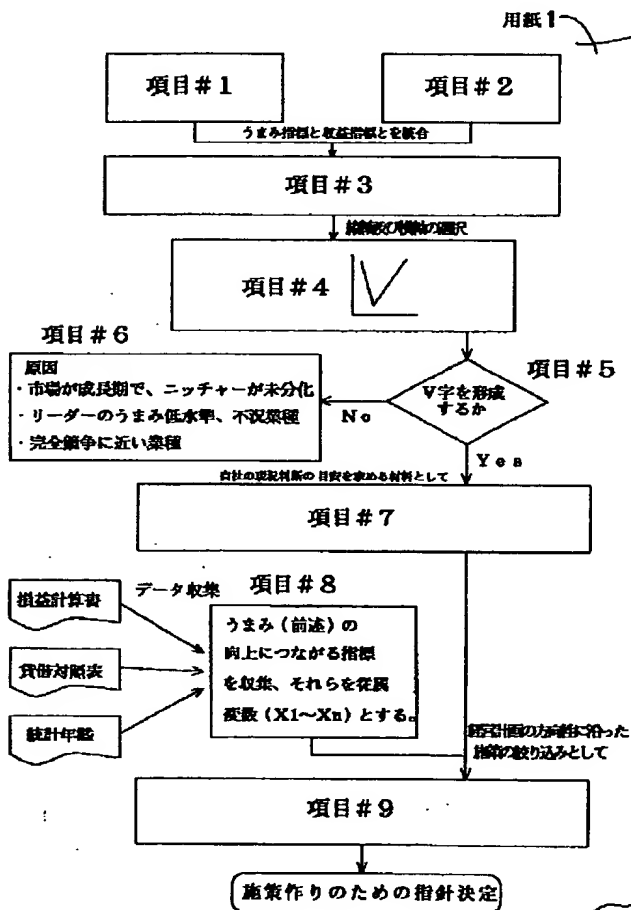 用紙1
項目#1
項目#2
うまみ指標と収益指標とを統合
項目#3
項目#4
項目#6
原因
・市場が成長期で、ニッチャーが未分化
・リーダーのうまみ低水準、不況業種
・完全競争に近い業種
項目#5
V字を形成
するか
No
Yes
自社の現況判断の目安を求める材料として
項目#7
データ収集
項目#8
損益計算書
貸借対照表
統計年鑑
うまみ(前述)の
向上につながる指標
を収集、それらを従属
変数(X1〜Xn)とする。
経営計画の方向性に沿った
施策の絞り込みとして
項目#9
施策作りのための指針決定